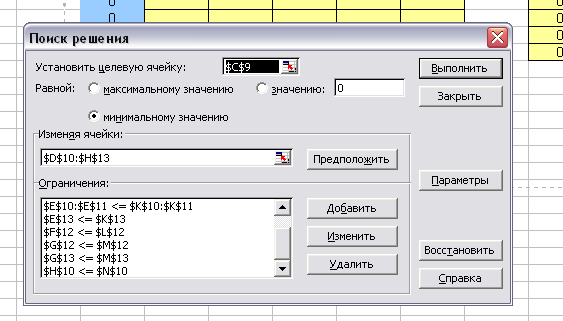 0
0
0
0
0
0
Поиск решения
Установить целевую ячейку: $C$9 Выполнить
Равной: максимальному значению значению: 0 Закрыть
минимальному значению
Изменяя ячейки:
$D$10:$H$13 Предположить
Ограничения: Параметры
$E$10:$E$11 <= $K$10:$K$11 Добавить
$E$13 <= $K$13
$F$12 <= $L$12 Изменить
$G$12 <= $M$12 Восстановить
$G$13 <= $M$13 Удалить
$H$10 <= $N$10 Справка